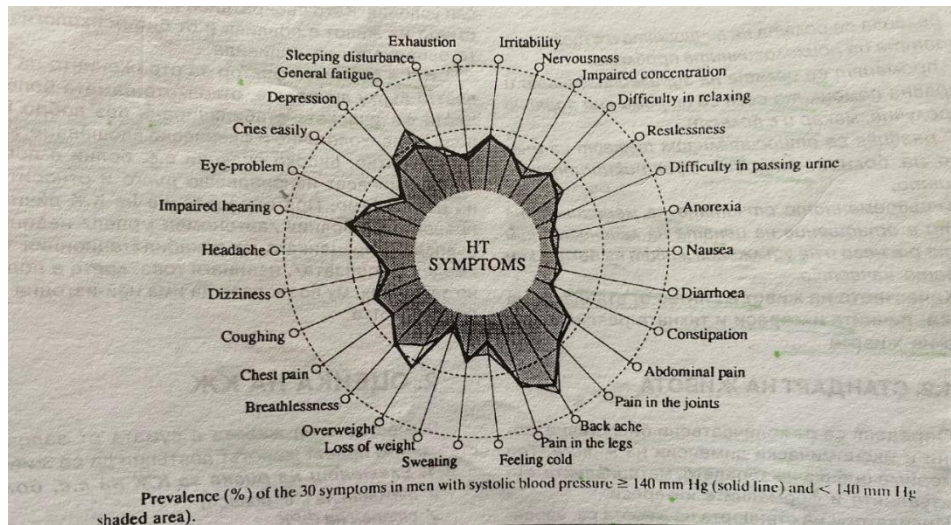 Exhaustion
Irritability
Sleeping disturbance
Nervousness
General fatigue
Impaired concentration
Depression
Difficulty in relaxing
Cries easily
Restlessness
Eye-problem
Difficulty in passing urine
Impaired hearing
Anorexia
Headache
HT
SYMPTOMS
Nausea
Dizziness
Diarrhoea
Coughing
Constipation
Chest pain
Abdominal pain
Breathlessness
Pain in the joints
Overweight
Back ache
Loss of weight
Pain in the legs
Sweating
Feeling cold
Prevalence (%) of the 30 symptoms in men with systolic blood pressure ≥ 140 mm Hg (solid line) and < 140 mm Hg
shaded area).